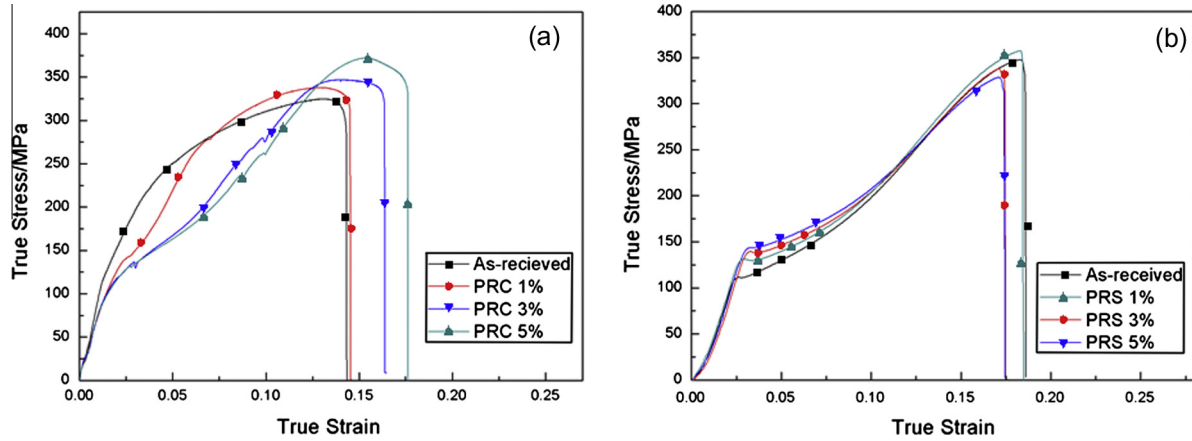 (a)
True Stress/MPa
400
350
300
250
200
150
100
50
0
0.00 0.05 0.10 0.15 0.20 0.25
True Strain
As-recieved
PRC 1%
PRC 3%
PRC 5%
(b)
True Stress/MPa
400
350
300
250
200
150
100
50
0
0.00 0.05 0.10 0.15 0.20 0.25
True Strain
As-received
PRS 1%
PRS 3%
PRS 5%